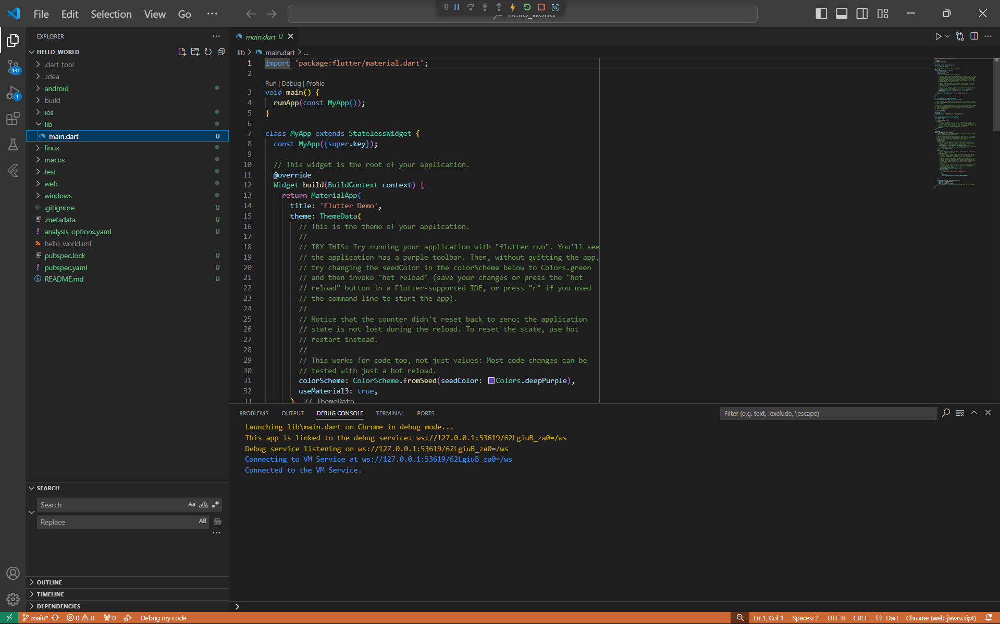 File Edit Selection View Go ···
hello_world
EXPLORER
HELLO_WORLD
.dart_tool
.idea
android
build
ios
lib
main.dart U
linux
macos
test
web
windows
.gitignore U
.metadata U
analysis_options.yaml U
hello_world.iml
pubspec.lock U
pubspec.yaml U
README.md U
137
1
SEARCH
Search Aa ab
Replace AB
OUTLINE
TIMELINE
DEPENDENCIES
main.dart U
lib > main.dart > ...
1 import 'package:flutter/material.dart';
2
Run | Debug | Profile
3 void main() {
4 runApp(const MyApp());
5 }
6
7 class MyApp extends StatelessWidget {
8 const MyApp({super.key});
9
10 // This widget is the root of your application.
11 @override
12 Widget build(BuildContext context) {
13 return MaterialApp(
14 title: 'Flutter Demo',
15 theme: ThemeData(
16 // This is the theme of your application.
17 //
18 // TRY THIS: Try running your application with "flutter run". You'll see
19 // the application has a purple toolbar. Then, without quitting the app,
20 // try changing the seedColor in the colorScheme below to Colors.green
21 // and then invoke "hot reload" (save your changes or press the "hot
22 // reload" button in a Flutter-supported IDE, or press "r" if you used
23 // the command line to start the app).
24 //
25 // Notice that the counter didn't reset back to zero; the application
26 // state is not lost during the reload. To reset the state, use hot
27 // restart instead.
28 //
29 // This works for code too, not just values: Most code changes can be
30 // tested with just a hot reload.
31 colorScheme: ColorScheme.fromSeed(seedColor: Colors.deepPurple),
32 useMaterial3: true,
33 ) // ThemeData
PROBLEMS OUTPUT DEBUG CONSOLE TERMINAL PORTS
Filter (e.g. text, !exclude, \escape)
Launching lib\main.dart on Chrome in debug mode...
This app is linked to the debug service: ws://127.0.0.1:53619/62LgiuB_za0=/ws
Debug service listening on ws://127.0.0.1:53619/62LgiuB_za0=/ws
Connecting to VM Service at ws://127.0.0.1:53619/62LgiuB_za0=/ws
Connected to the VM Service.
>
main* 0 0 0 Debug my code
Ln 1, Col 1 Spaces: 2 UTF-8 CRLF {} Dart Chrome (web-javascript)